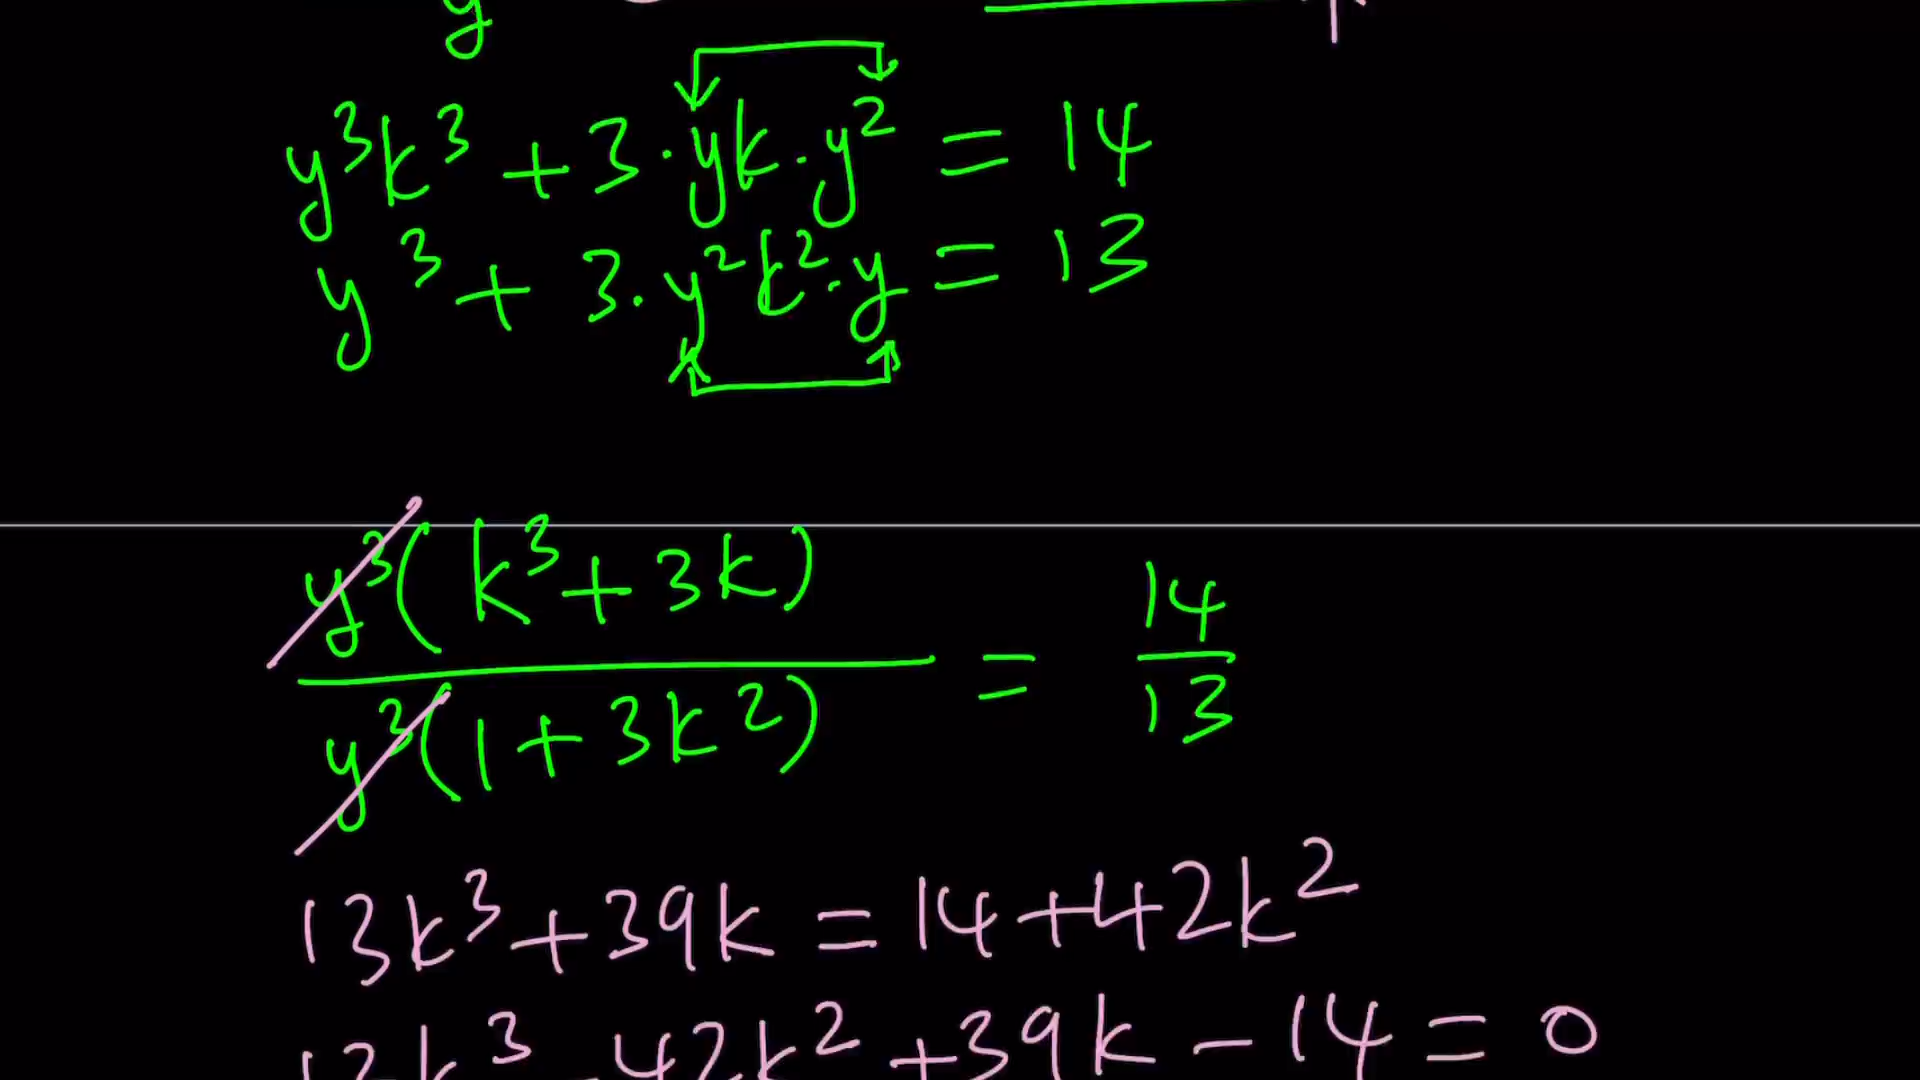 y
y³k³ + 3·yk·y² = 14
y³ + 3·y²k²·y = 13
y³(k³+3k)
y³(1+3k²)
=
14
13
13k³+39k = 14+42k²
13k³-42k²+39k-14=0